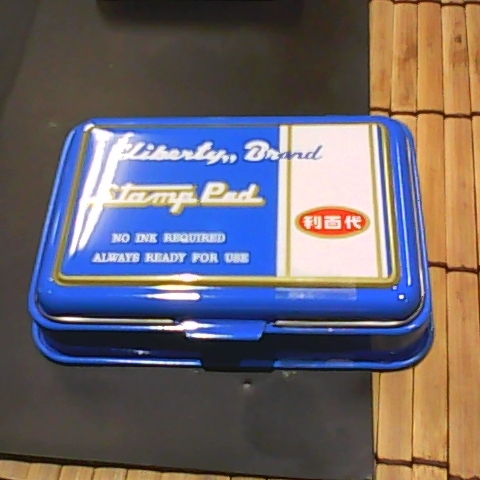 "Liberty,, Brand
Stamp Pad
NO INK REQUIRED
ALWAYS READY FOR USE
利百代